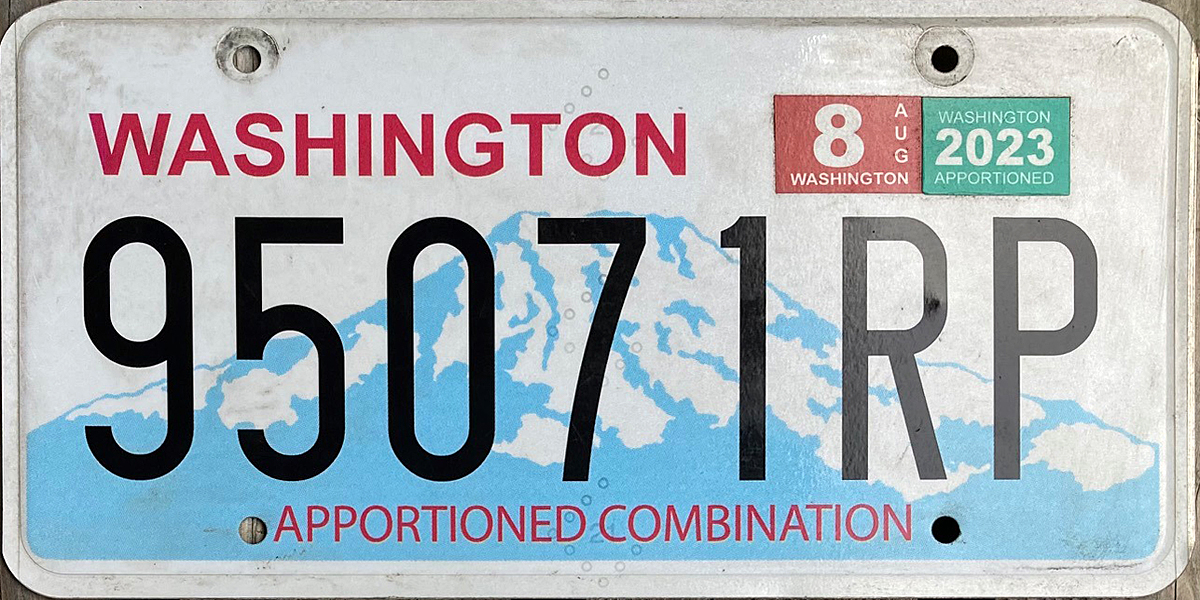 WASHINGTON
8 AUG
WASHINGTON
WASHINGTON
2023
APPORTIONED
95071RP
APPORTIONED COMBINATION